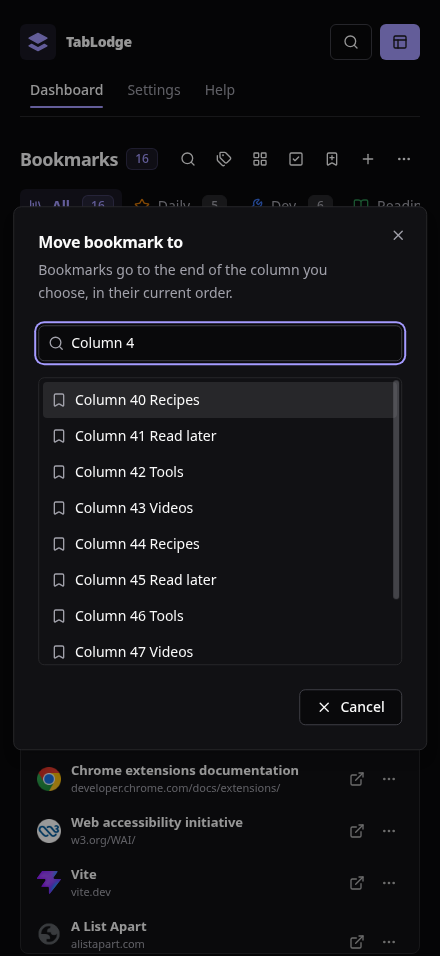 TabLodge
Dashboard Settings Help
Bookmarks 16
All 16 Daily 5 Dev 6 Readin
Move bookmark to
Bookmarks go to the end of the column you
choose, in their current order.
Column 4
Column 40 Recipes
Column 41 Read later
Column 42 Tools
Column 43 Videos
Column 44 Recipes
Column 45 Read later
Column 46 Tools
Column 47 Videos
Cancel
Chrome extensions documentation
developer.chrome.com/docs/extensions/
Web accessibility initiative
w3.org/WAI/
Vite
vite.dev
A List Apart
alistapart.com